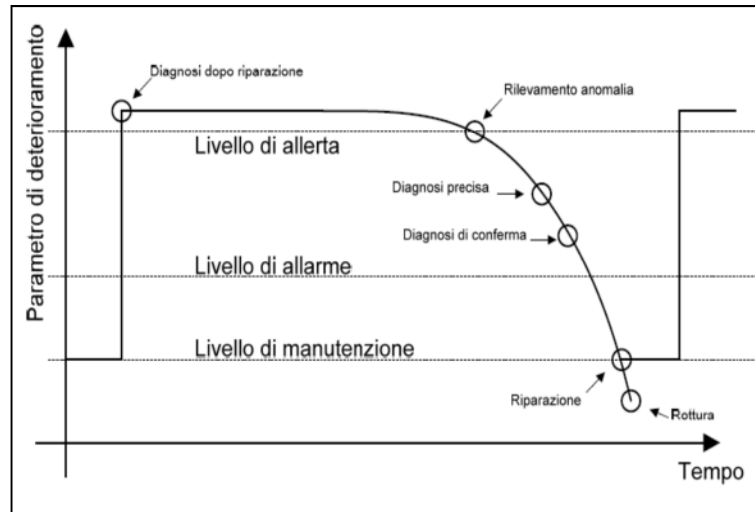 Parametro di deterioramento
Diagnosi dopo riparazione
Rilevamento anomalia
Livello di allerta
Diagnosi precisa
Diagnosi di conferma
Livello di allarme
Livello di manutenzione
Riparazione
Rottura
Tempo